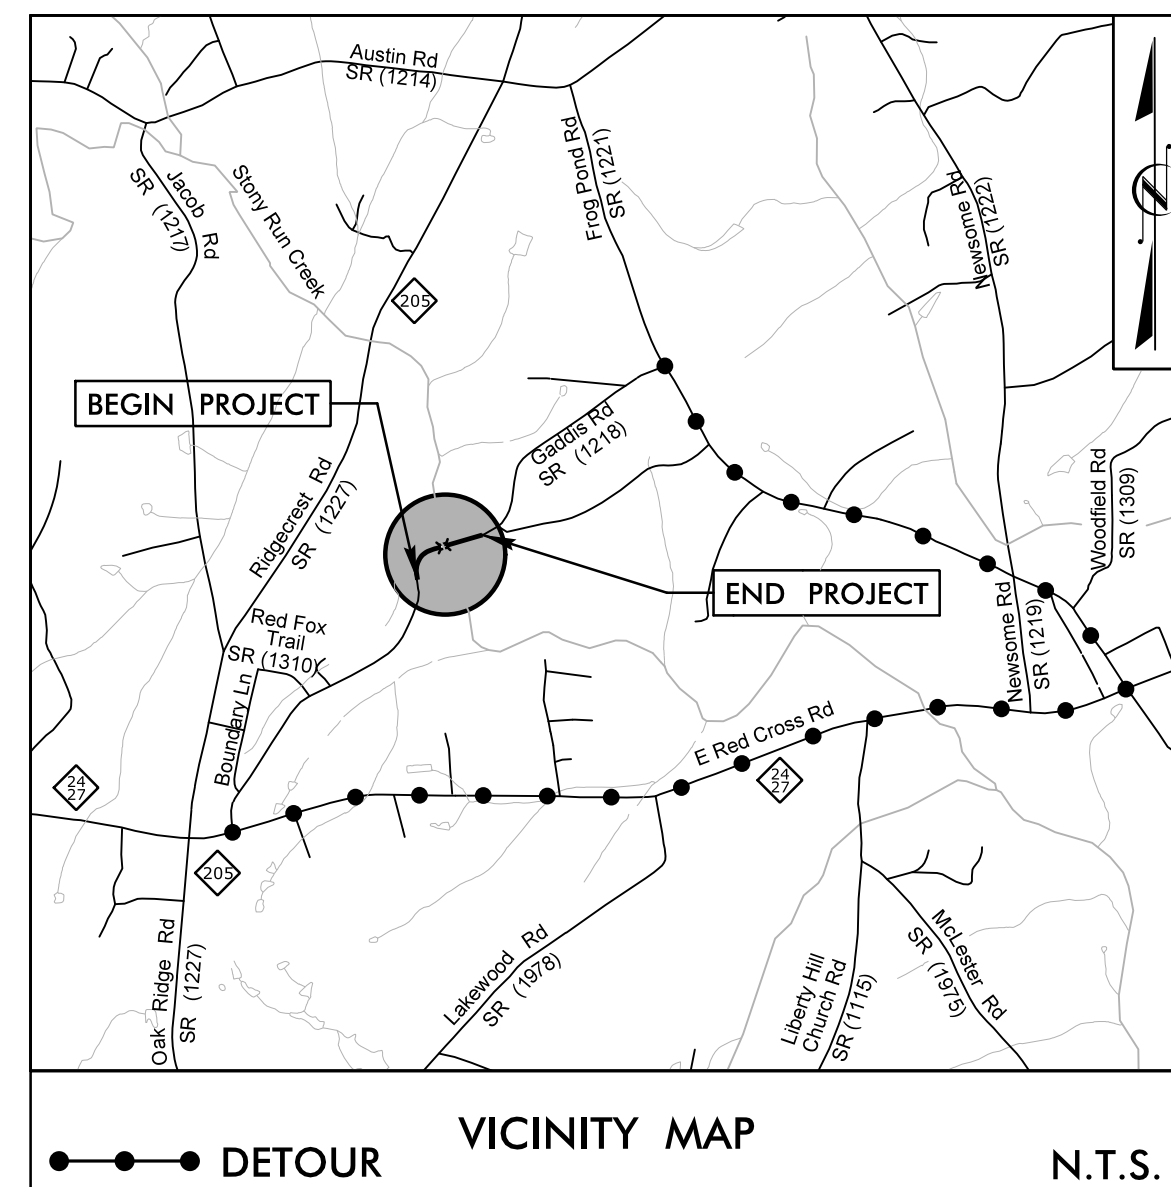 Austin Rd
SR (1214)
Frog Pond Rd
SR (1221)
Newsome Rd
SR (1222)
N
Jacob Rd
SR (1217)
Stony Run Creek
205
BEGIN PROJECT
Gaddis Rd
SR (1218)
Ridgecrest Rd
SR (1227)
Woodfield Rd
SR (1309)
END PROJECT
Red Fox
Trail
SR (1310)
Newsome Rd
SR (1219)
Boundary Ln
E Red Cross Rd
24
27
24
27
205
Oak Ridge Rd
SR (1227)
Lakewood Rd
SR (1978)
Liberty Hill
Church Rd
SR (1115)
McLester Rd
SR (1975)
VICINITY MAP
DETOUR
N.T.S.